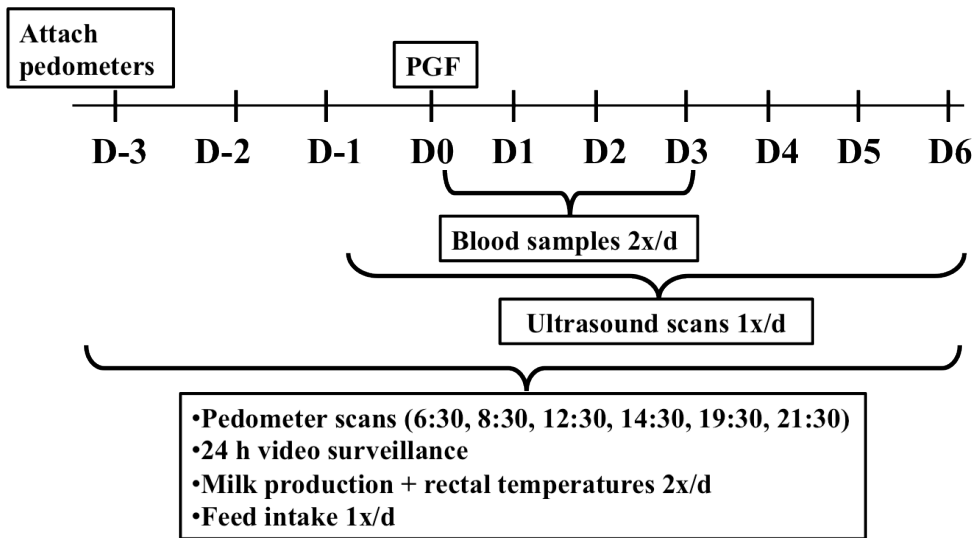 Attach
pedometers
PGF
D-3 D-2 D-1 D0 D1 D2 D3 D4 D5 D6
Blood samples 2x/d
Ultrasound scans 1x/d
•Pedometer scans (6:30, 8:30, 12:30, 14:30, 19:30, 21:30)
•24 h video surveillance
•Milk production + rectal temperatures 2x/d
•Feed intake 1x/d